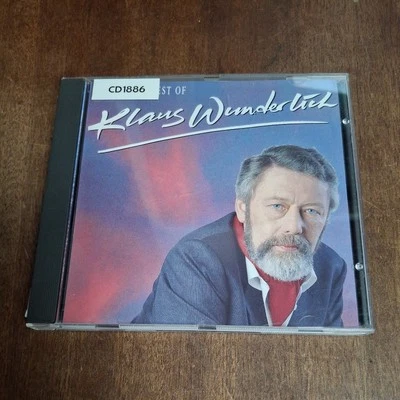 CD1886
EST OF
Klaus Wunderlich